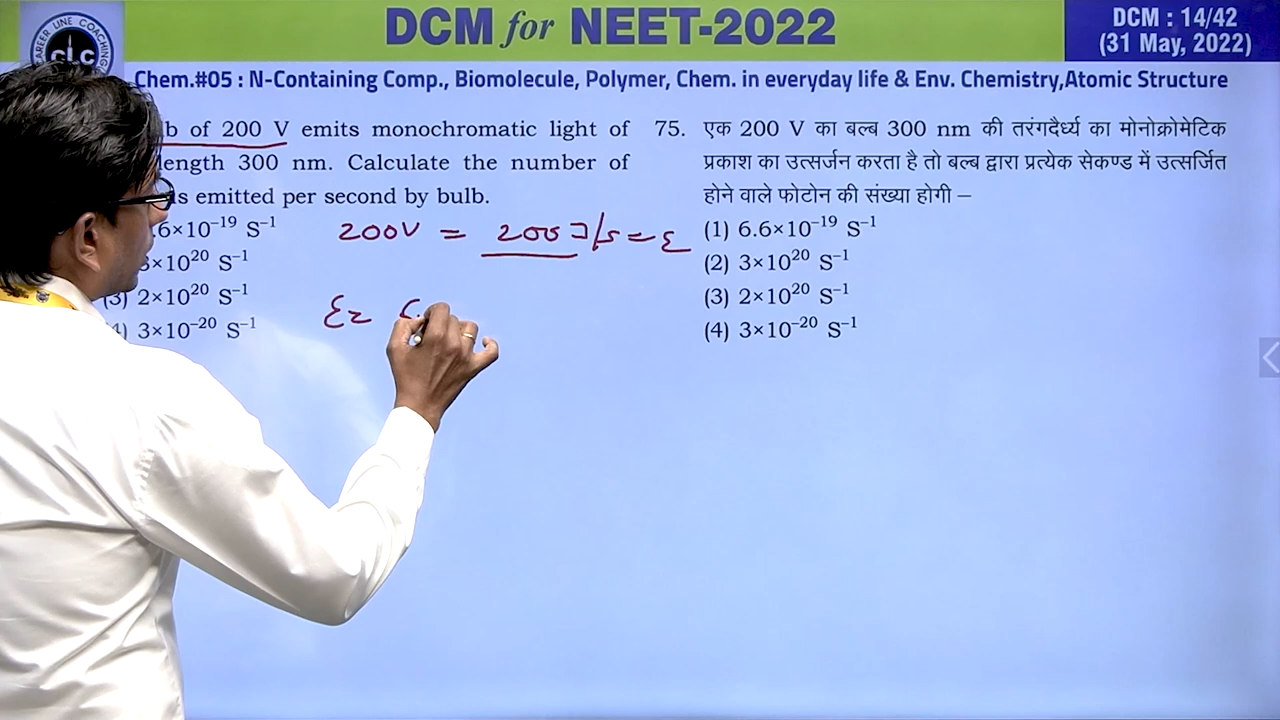 DCM for NEET-2022
DCM : 14/42
(31 May, 2022)
CAREER LINE COACHING
CLC
Chem.#05 : N-Containing Comp., Biomolecule, Polymer, Chem. in everyday life & Env. Chemistry,Atomic Structure
b of 200 V emits monochromatic light of
length 300 nm. Calculate the number of
s emitted per second by bulb.
.6×10⁻¹⁹ S⁻¹
3×10²⁰ S⁻¹
(3) 2×10²⁰ S⁻¹
4) 3×10⁻²⁰ S⁻¹
200V = 200 J/s = E
E =
75. एक 200 V का बल्ब 300 nm की तरंगदैर्ध्य का मोनोक्रोमेटिक
प्रकाश का उत्सर्जन करता है तो बल्ब द्वारा प्रत्येक सेकण्ड में उत्सर्जित
होने वाले फोटोन की संख्या होगी –
(1) 6.6×10⁻¹⁹ S⁻¹
(2) 3×10²⁰ S⁻¹
(3) 2×10²⁰ S⁻¹
(4) 3×10⁻²⁰ S⁻¹